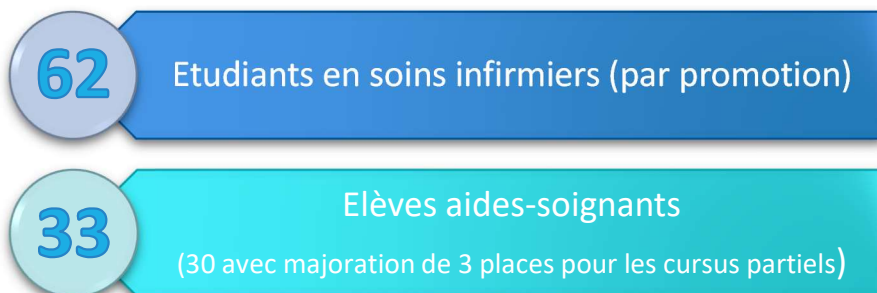 62
Etudiants en soins infirmiers (par promotion)
33
Elèves aides-soignants
(30 avec majoration de 3 places pour les cursus partiels)